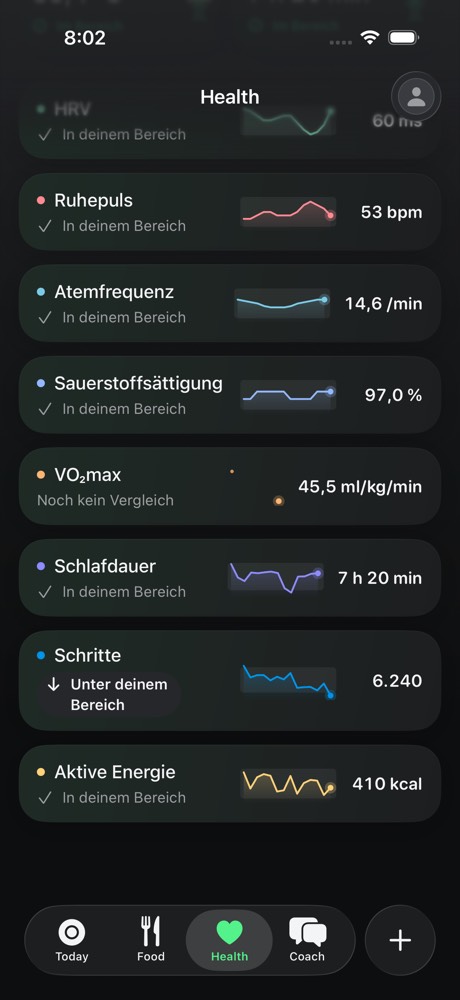 8:02
Health
HRV
In deinem Bereich
60 ms
Ruhepuls
In deinem Bereich
53 bpm
Atemfrequenz
In deinem Bereich
14,6 /min
Sauerstoffsättigung
In deinem Bereich
97,0 %
VO₂max
Noch kein Vergleich
45,5 ml/kg/min
Schlafdauer
In deinem Bereich
7 h 20 min
Schritte
Unter deinem
Bereich
6.240
Aktive Energie
In deinem Bereich
410 kcal
Today
Food
Health
Coach